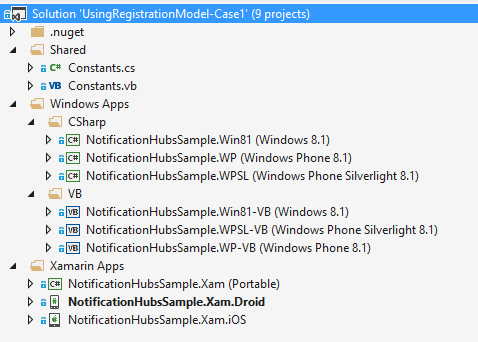 Solution 'UsingRegistrationModel-Case1' (9 projects)
.nuget
Shared
C# Constants.cs
VB Constants.vb
Windows Apps
CSharp
C# NotificationHubsSample.Win81 (Windows 8.1)
C# NotificationHubsSample.WP (Windows Phone 8.1)
C# NotificationHubsSample.WPSL (Windows Phone Silverlight 8.1)
VB
VB NotificationHubsSample.Win81-VB (Windows 8.1)
VB NotificationHubsSample.WPSL-VB (Windows Phone Silverlight 8.1)
VB NotificationHubsSample.WP-VB (Windows Phone 8.1)
Xamarin Apps
C# NotificationHubsSample.Xam (Portable)
NotificationHubsSample.Xam.Droid
NotificationHubsSample.Xam.iOS